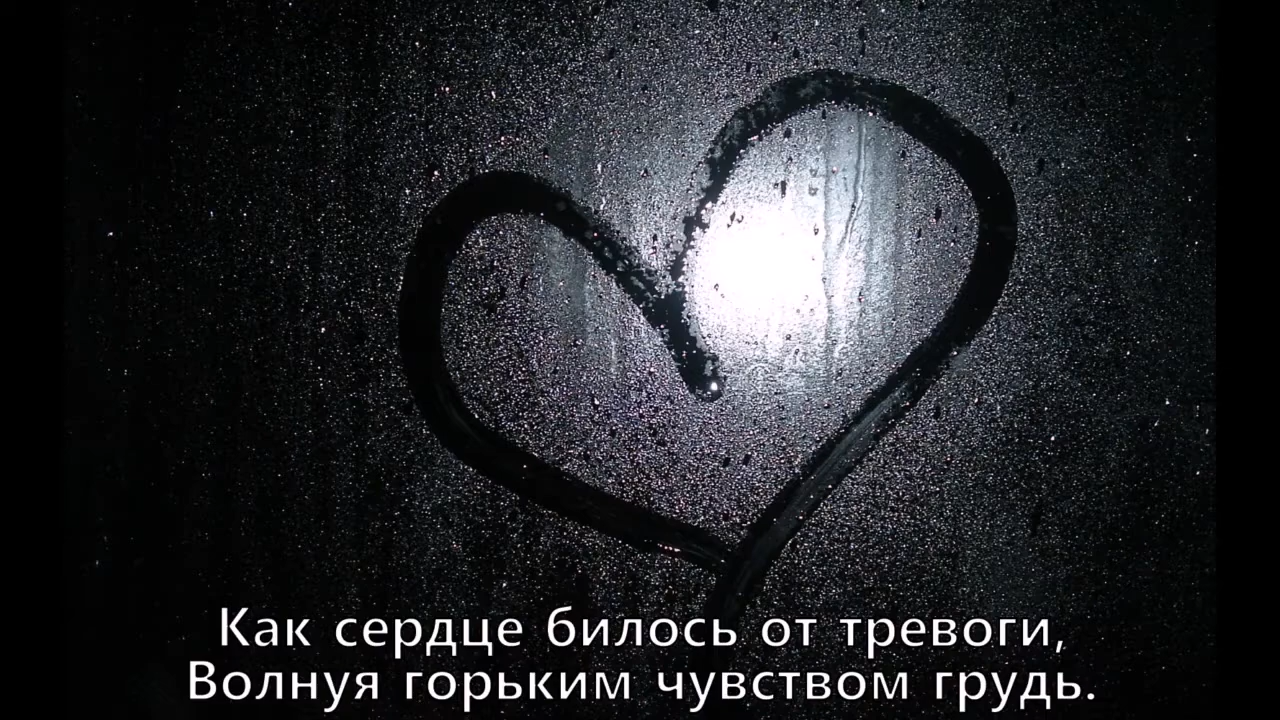 Как сердце билось от тревоги,
Волнуя горьким чувством грудь.